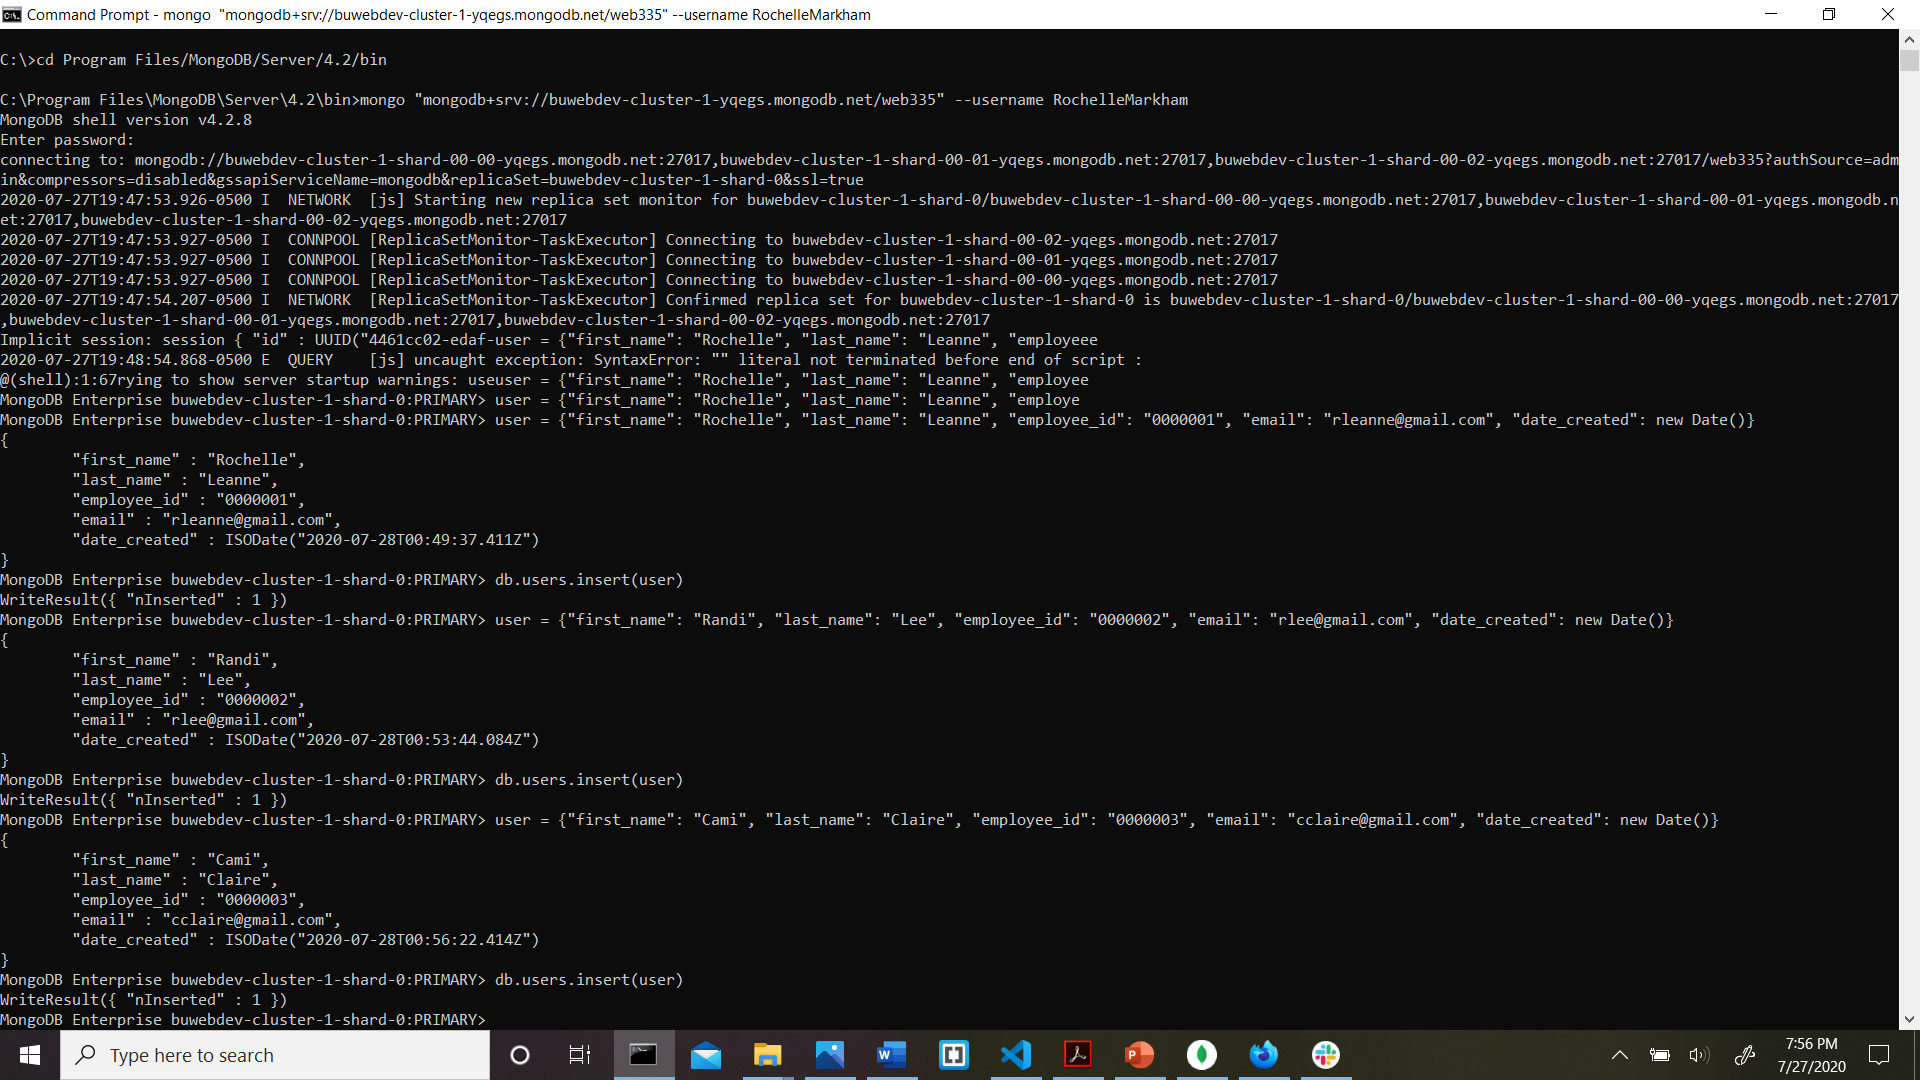 Command Prompt - mongo "mongodb+srv://buwebdev-cluster-1-yqegs.mongodb.net/web335" --username RochelleMarkham
C:\>cd Program Files/MongoDB/Server/4.2/bin
C:\Program Files\MongoDB\Server\4.2\bin>mongo "mongodb+srv://buwebdev-cluster-1-yqegs.mongodb.net/web335" --username RochelleMarkham
MongoDB shell version v4.2.8
Enter password:
connecting to: mongodb://buwebdev-cluster-1-shard-00-00-yqegs.mongodb.net:27017,buwebdev-cluster-1-shard-00-01-yqegs.mongodb.net:27017,buwebdev-cluster-1-shard-00-02-yqegs.mongodb.net:27017/web335?authSource=adm
in&compressors=disabled&gssapiServiceName=mongodb&replicaSet=buwebdev-cluster-1-shard-0&ssl=true
2020-07-27T19:47:53.926-0500 I  NETWORK  [js] Starting new replica set monitor for buwebdev-cluster-1-shard-0/buwebdev-cluster-1-shard-00-00-yqegs.mongodb.net:27017,buwebdev-cluster-1-shard-00-01-yqegs.mongodb.n
et:27017,buwebdev-cluster-1-shard-00-02-yqegs.mongodb.net:27017
2020-07-27T19:47:53.927-0500 I  CONNPOOL [ReplicaSetMonitor-TaskExecutor] Connecting to buwebdev-cluster-1-shard-00-02-yqegs.mongodb.net:27017
2020-07-27T19:47:53.927-0500 I  CONNPOOL [ReplicaSetMonitor-TaskExecutor] Connecting to buwebdev-cluster-1-shard-00-01-yqegs.mongodb.net:27017
2020-07-27T19:47:53.927-0500 I  CONNPOOL [ReplicaSetMonitor-TaskExecutor] Connecting to buwebdev-cluster-1-shard-00-00-yqegs.mongodb.net:27017
2020-07-27T19:47:54.207-0500 I  NETWORK  [ReplicaSetMonitor-TaskExecutor] Confirmed replica set for buwebdev-cluster-1-shard-0 is buwebdev-cluster-1-shard-0/buwebdev-cluster-1-shard-00-00-yqegs.mongodb.net:27017
,buwebdev-cluster-1-shard-00-01-yqegs.mongodb.net:27017,buwebdev-cluster-1-shard-00-02-yqegs.mongodb.net:27017
Implicit session: session { "id" : UUID("4461cc02-edaf-user = {"first_name": "Rochelle", "last_name": "Leanne", "employeee
2020-07-27T19:48:54.868-0500 E  QUERY    [js] uncaught exception: SyntaxError: "" literal not terminated before end of script :
@(shell):1:67rying to show server startup warnings: useuser = {"first_name": "Rochelle", "last_name": "Leanne", "employee
MongoDB Enterprise buwebdev-cluster-1-shard-0:PRIMARY> user = {"first_name": "Rochelle", "last_name": "Leanne", "employe
MongoDB Enterprise buwebdev-cluster-1-shard-0:PRIMARY> user = {"first_name": "Rochelle", "last_name": "Leanne", "employee_id": "0000001", "email": "rleanne@gmail.com", "date_created": new Date()}
{
"first_name" : "Rochelle",
"last_name" : "Leanne",
"employee_id" : "0000001",
"email" : "rleanne@gmail.com",
"date_created" : ISODate("2020-07-28T00:49:37.411Z")
}
MongoDB Enterprise buwebdev-cluster-1-shard-0:PRIMARY> db.users.insert(user)
WriteResult({ "nInserted" : 1 })
MongoDB Enterprise buwebdev-cluster-1-shard-0:PRIMARY> user = {"first_name": "Randi", "last_name": "Lee", "employee_id": "0000002", "email": "rlee@gmail.com", "date_created": new Date()}
{
"first_name" : "Randi",
"last_name" : "Lee",
"employee_id" : "0000002",
"email" : "rlee@gmail.com",
"date_created" : ISODate("2020-07-28T00:53:44.084Z")
}
MongoDB Enterprise buwebdev-cluster-1-shard-0:PRIMARY> db.users.insert(user)
WriteResult({ "nInserted" : 1 })
MongoDB Enterprise buwebdev-cluster-1-shard-0:PRIMARY> user = {"first_name": "Cami", "last_name": "Claire", "employee_id": "0000003", "email": "cclaire@gmail.com", "date_created": new Date()}
{
"first_name" : "Cami",
"last_name" : "Claire",
"employee_id" : "0000003",
"email" : "cclaire@gmail.com",
"date_created" : ISODate("2020-07-28T00:56:22.414Z")
}
MongoDB Enterprise buwebdev-cluster-1-shard-0:PRIMARY> db.users.insert(user)
WriteResult({ "nInserted" : 1 })
MongoDB Enterprise buwebdev-cluster-1-shard-0:PRIMARY>
Type here to search
7:56 PM
7/27/2020